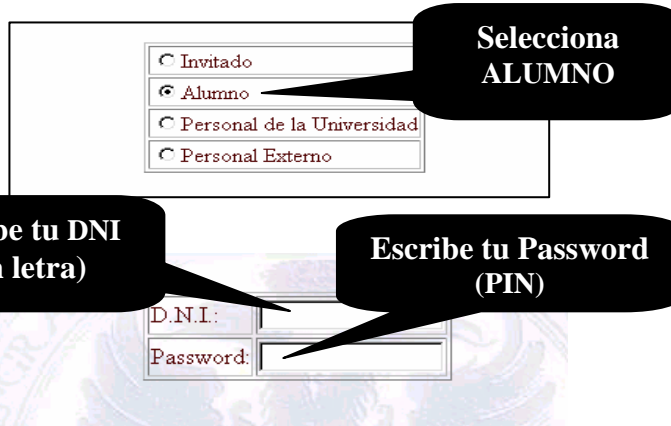 Selecciona
ALUMNO
Invitado
Alumno
Personal de la Universidad
Personal Externo
be tu DNI
letra)
Escribe tu Password
(PIN)
D.N.I.:
Password: